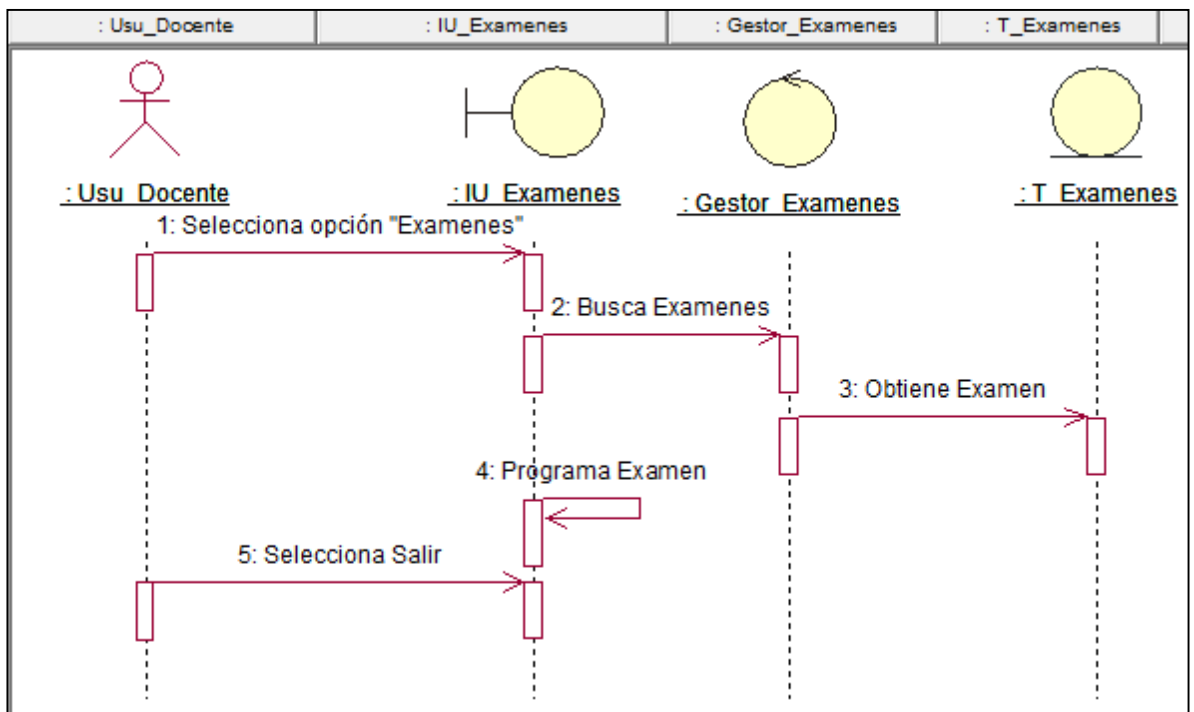 : Usu_Docente
: IU_Examenes
: Gestor_Examenes
: T_Examenes
: Usu_Docente
: IU_Examenes
: Gestor_Examenes
: T_Examenes
1: Selecciona opción "Examenes"
2: Busca Examenes
3: Obtiene Examen
4: Programa Examen
5: Selecciona Salir